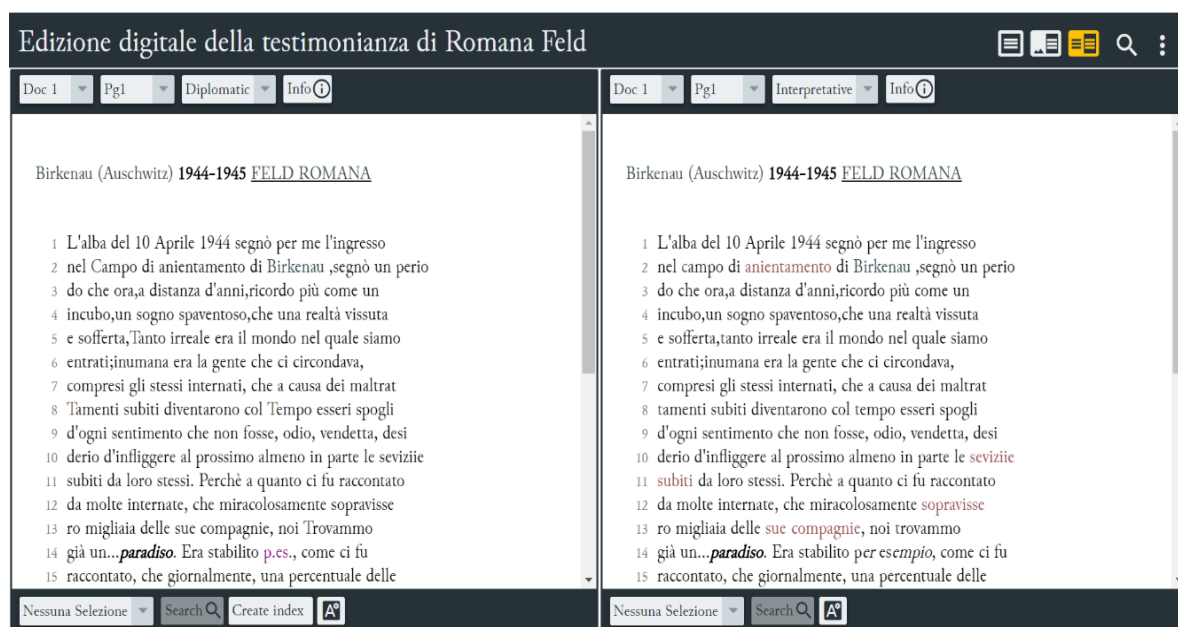 Edizione digitale della testimonianza di Romana Feld
Doc 1 Pg1 Diplomatic Info
Birkenau (Auschwitz) 1944-1945 FELD ROMANA
1 L'alba del 10 Aprile 1944 segnò per me l'ingresso
2 nel Campo di anientamento di Birkenau ,segnò un perio
3 do che ora,a distanza d'anni,ricordo più come un
4 incubo,un sogno spaventoso,che una realtà vissuta
5 e sofferta,Tanto irreale era il mondo nel quale siamo
6 entrati;inumana era la gente che ci circondava,
7 compresi gli stessi internati, che a causa dei maltrat
8 Tamenti subiti diventarono col Tempo esseri spogli
9 d'ogni sentimento che non fosse, odio, vendetta, desi
10 derio d'infliggere al prossimo almeno in parte le seviziie
11 subiti da loro stessi. Perchè a quanto ci fu raccontato
12 da molte internate, che miracolosamente sopravisse
13 ro migliaia delle sue compagnie, noi Trovammo
14 già un...paradiso. Era stabilito p.es., come ci fu
15 raccontato, che giornalmente, una percentuale delle
Nessuna Selezione Search Create index A
Doc 1 Pg1 Interpretative Info
Birkenau (Auschwitz) 1944-1945 FELD ROMANA
1 L'alba del 10 Aprile 1944 segnò per me l'ingresso
2 nel campo di anientamento di Birkenau ,segnò un perio
3 do che ora,a distanza d'anni,ricordo più come un
4 incubo,un sogno spaventoso,che una realtà vissuta
5 e sofferta,tanto irreale era il mondo nel quale siamo
6 entrati;inumana era la gente che ci circondava,
7 compresi gli stessi internati, che a causa dei maltrat
8 tamenti subiti diventarono col tempo esseri spogli
9 d'ogni sentimento che non fosse, odio, vendetta, desi
10 derio d'infliggere al prossimo almeno in parte le seviziie
11 subiti da loro stessi. Perchè a quanto ci fu raccontato
12 da molte internate, che miracolosamente sopravisse
13 ro migliaia delle sue compagnie, noi trovammo
14 già un...paradiso. Era stabilito per esempio, come ci fu
15 raccontato, che giornalmente, una percentuale delle
Nessuna Selezione Search A